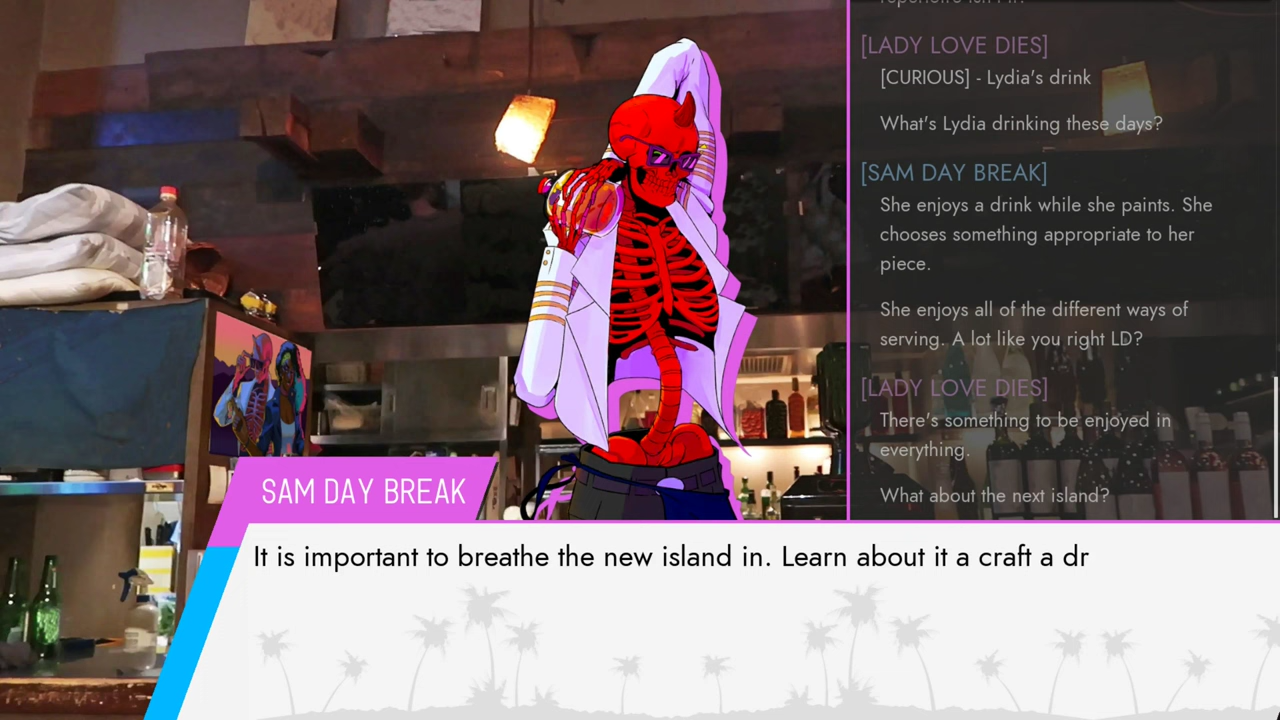 [LADY LOVE DIES]
[CURIOUS] - Lydia's drink
What's Lydia drinking these days?
[SAM DAY BREAK]
She enjoys a drink while she paints. She
chooses something appropriate to her
piece.
She enjoys all of the different ways of
serving. A lot like you right LD?
[LADY LOVE DIES]
There's something to be enjoyed in
everything.
What about the next island?
SAM DAY BREAK
It is important to breathe the new island in. Learn about it a craft a dr